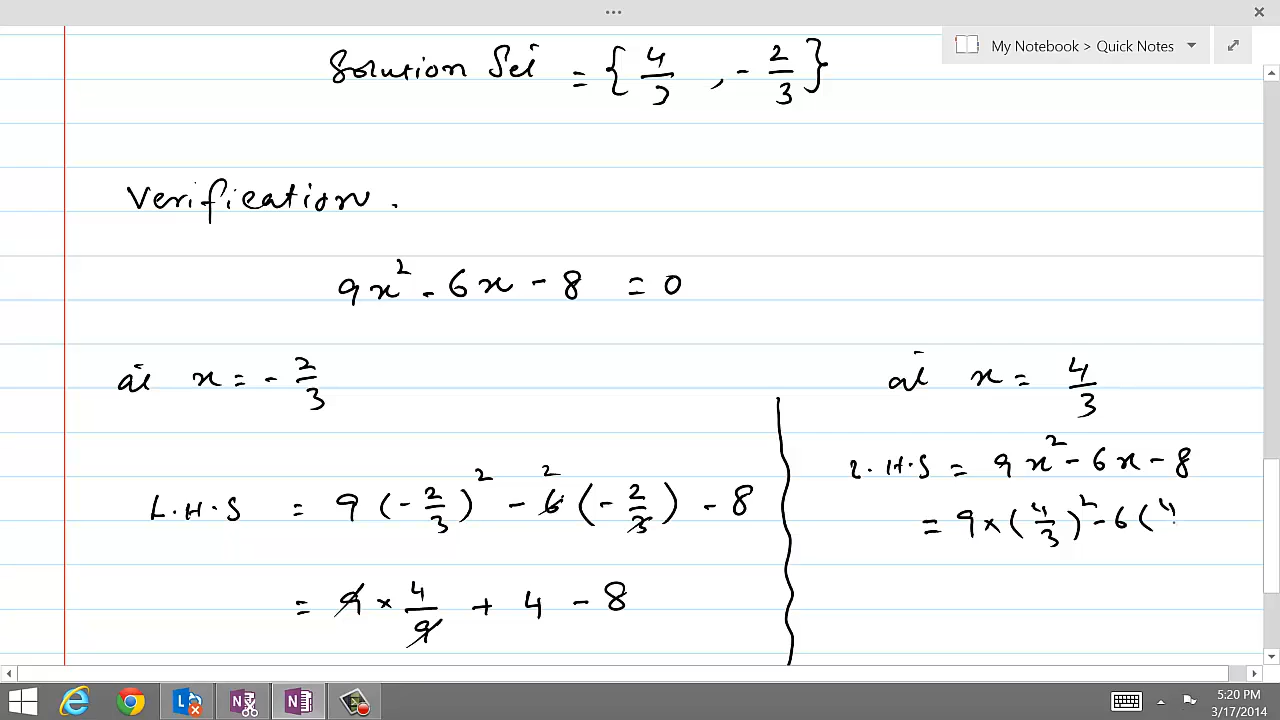 My Notebook > Quick Notes
Solution Set = { 4/3 , - 2/3 }
Verification.
9x² - 6x - 8 = 0
at x = - 2/3
L.H.S = 9 (- 2/3)² - 6 (- 2/3) - 8
2
= 9 × 4/9 + 4 - 8
at x = 4/3
L.H.S = 9x² - 6x - 8
= 9 × (4/3)² - 6 ( 4
5:20 PM
3/17/2014